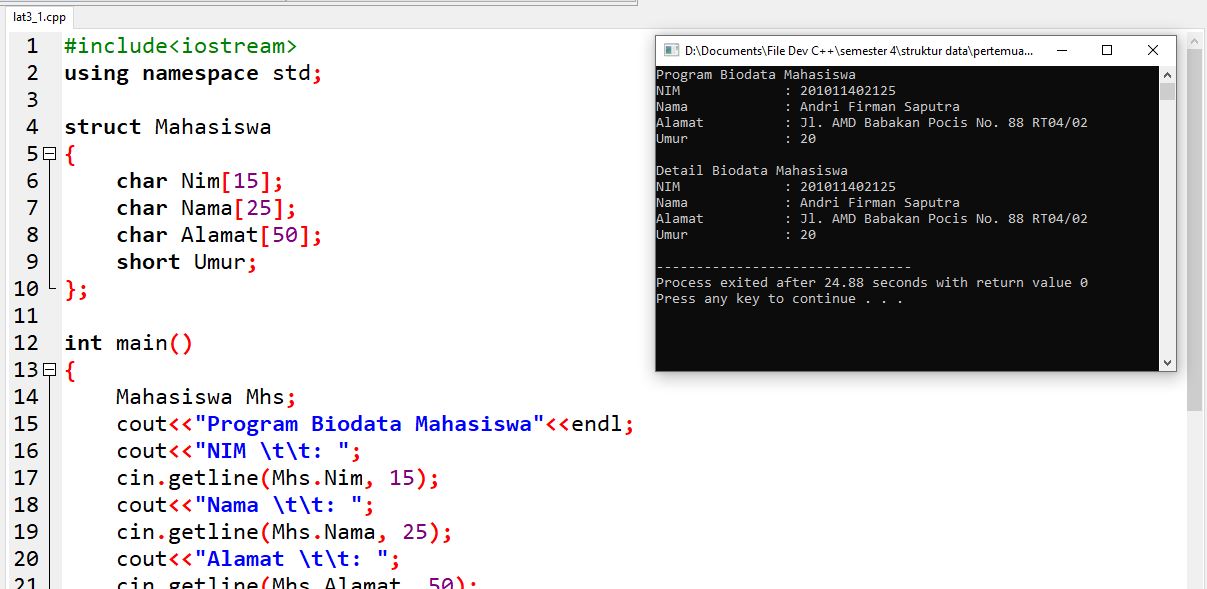 lat3_1.cpp
1 #include<iostream>
2 using namespace std;
3
4 struct Mahasiswa
5 {
6 char Nim[15];
7 char Nama[25];
8 char Alamat[50];
9 short Umur;
10 };
11
12 int main()
13 {
14 Mahasiswa Mhs;
15 cout<<"Program Biodata Mahasiswa"<<endl;
16 cout<<"NIM \t\t: ";
17 cin.getline(Mhs.Nim, 15);
18 cout<<"Nama \t\t: ";
19 cin.getline(Mhs.Nama, 25);
20 cout<<"Alamat \t\t: ";
21 cin.getline(Mhs.Alamat, 50);
D:\Documents\File Dev C++\semester 4\struktur data\pertemua...
Program Biodata Mahasiswa
NIM : 201011402125
Nama : Andri Firman Saputra
Alamat : Jl. AMD Babakan Pocis No. 88 RT04/02
Umur : 20
Detail Biodata Mahasiswa
NIM : 201011402125
Nama : Andri Firman Saputra
Alamat : Jl. AMD Babakan Pocis No. 88 RT04/02
Umur : 20
--------------------------------
Process exited after 24.88 seconds with return value 0
Press any key to continue . . .